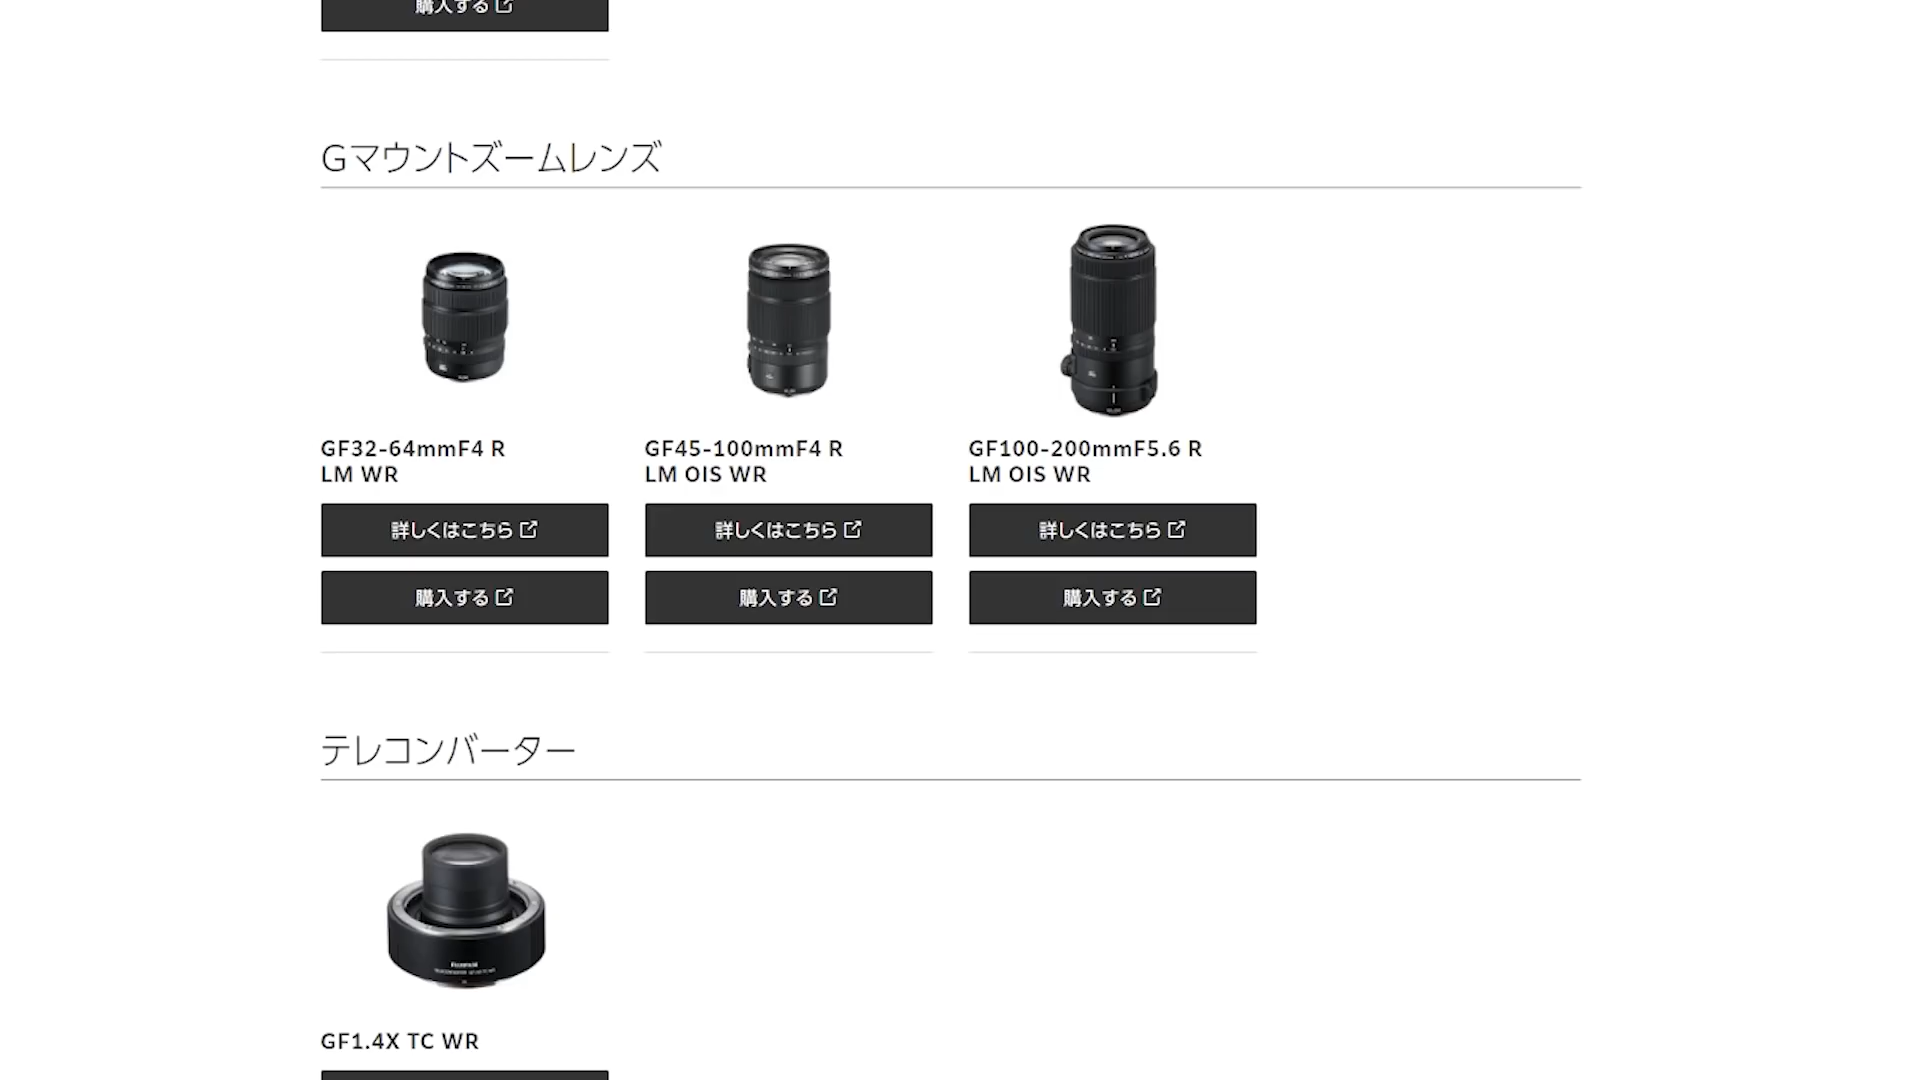 購入する
Gマウントズームレンズ
GF32-64mmF4 R
LM WR
GF45-100mmF4 R
LM OIS WR
GF100-200mmF5.6 R
LM OIS WR
詳しくはこちら 詳しくはこちら 詳しくはこちら
購入する 購入する 購入する
テレコンバーター
FUJIFILM
GF1.4X TC WR